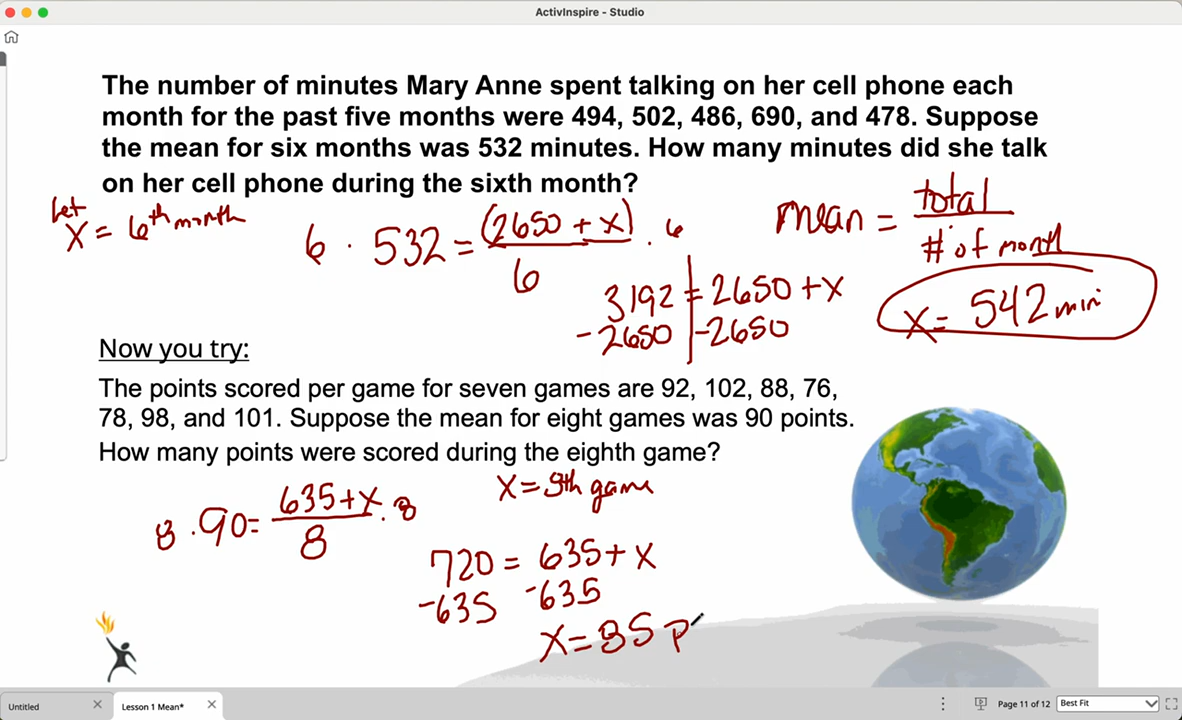 ActivInspire - Studio
The number of minutes Mary Anne spent talking on her cell phone each
month for the past five months were 494, 502, 486, 690, and 478. Suppose
the mean for six months was 532 minutes. How many minutes did she talk
on her cell phone during the sixth month?
let
x = 6th month
6 · 532 = (2650 + x) · 6
6
mean = total
# of month
3192 = 2650 + x
-2650 -2650
x = 542 min
Now you try:
The points scored per game for seven games are 92, 102, 88, 76,
78, 98, and 101. Suppose the mean for eight games was 90 points.
How many points were scored during the eighth game?
x = 8th game
8 · 90 = 635 + x · 8
8
720 = 635 + x
-635 -635
x = 85 p
Untitled
Lesson 1 Mean*
Page 11 of 12
Best Fit